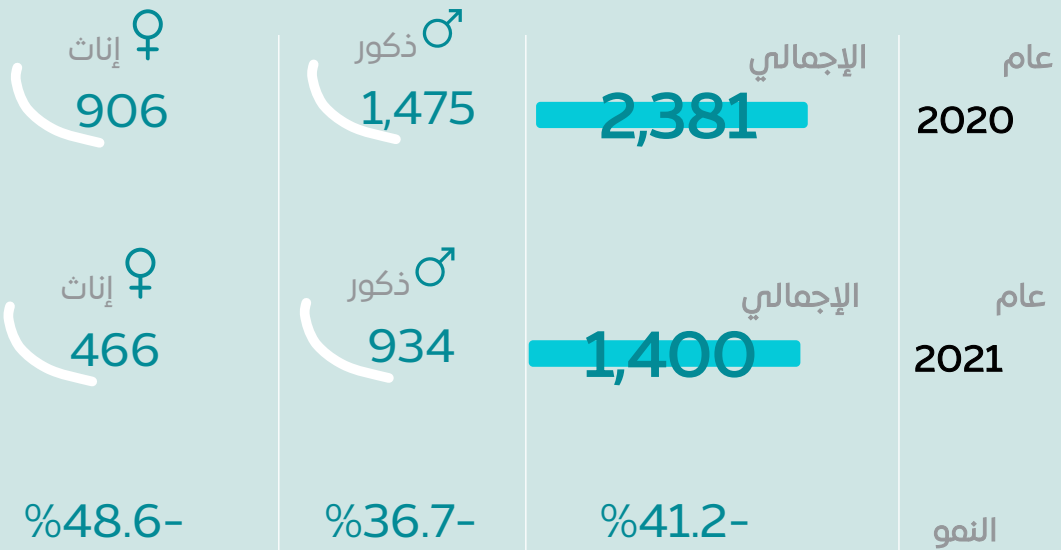 عام الإجمالي ذكور إناث
2020 2,381 1,475 906
عام الإجمالي ذكور إناث
2021 1,400 934 466
النمو %41.2- %36.7- %48.6-